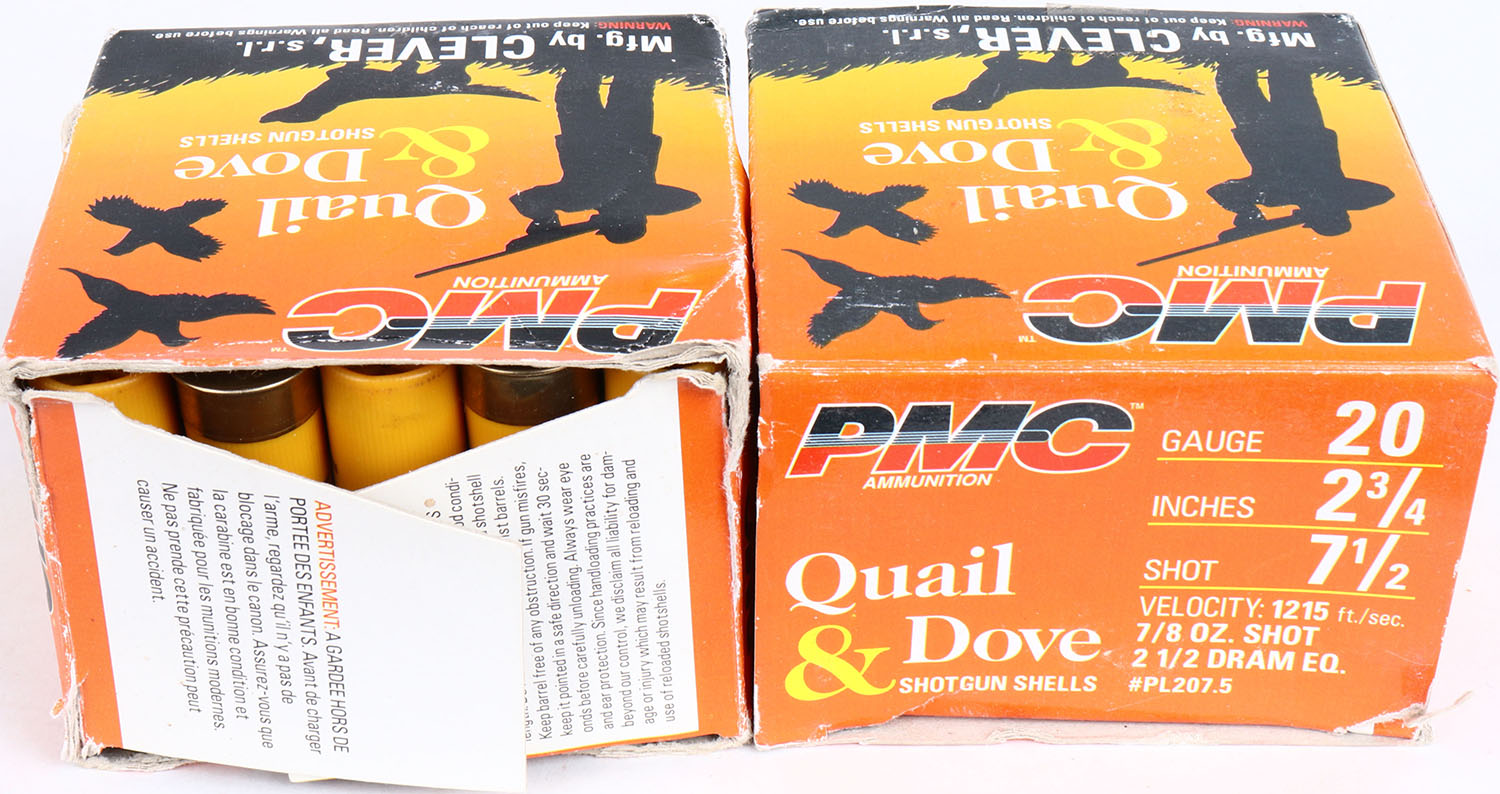 WARNING: Keep out of reach of children. Read all Warnings before use.
Mfg. by CLEVER, s.r.l.
SHOTGUN SHELLS
& Dove
Quail
AMMUNITION
PMC
TM
ADVERTISSEMENT: A GARDEE HORS DE
PORTEE DES ENFANTS. Avant de charger
l'arme, regardez qu'il n'y a pas de
blocage dans le canon. Assurez-vous que
la carabine est en bonne condition et
fabriquée pour les munitions modernes.
Ne pas prende cette précaution peut
causer un accident.
condi-
shotshell
st barrels.
Keep barrel free of any obstruction. If gun misfires,
keep it pointed in a safe direction and wait 30 sec-
onds before carefully unloading. Always wear eye
and ear protection. Since handloading practices are
beyond our control, we disclaim all liability for dam-
age or injury which may result from reloading and
use of reloaded shotshells.
WARNING: Keep out of reach of children. Read all Warnings before use.
Mfg. by CLEVER, s.r.l.
SHOTGUN SHELLS
& Dove
Quail
AMMUNITION
PMC
TM
PMC TM
AMMUNITION
Quail
& Dove
SHOTGUN SHELLS
GAUGE 20
INCHES 2 3/4
SHOT 7 1/2
VELOCITY: 1215 ft./sec.
7/8 OZ. SHOT
2 1/2 DRAM EQ.
#PL207.5